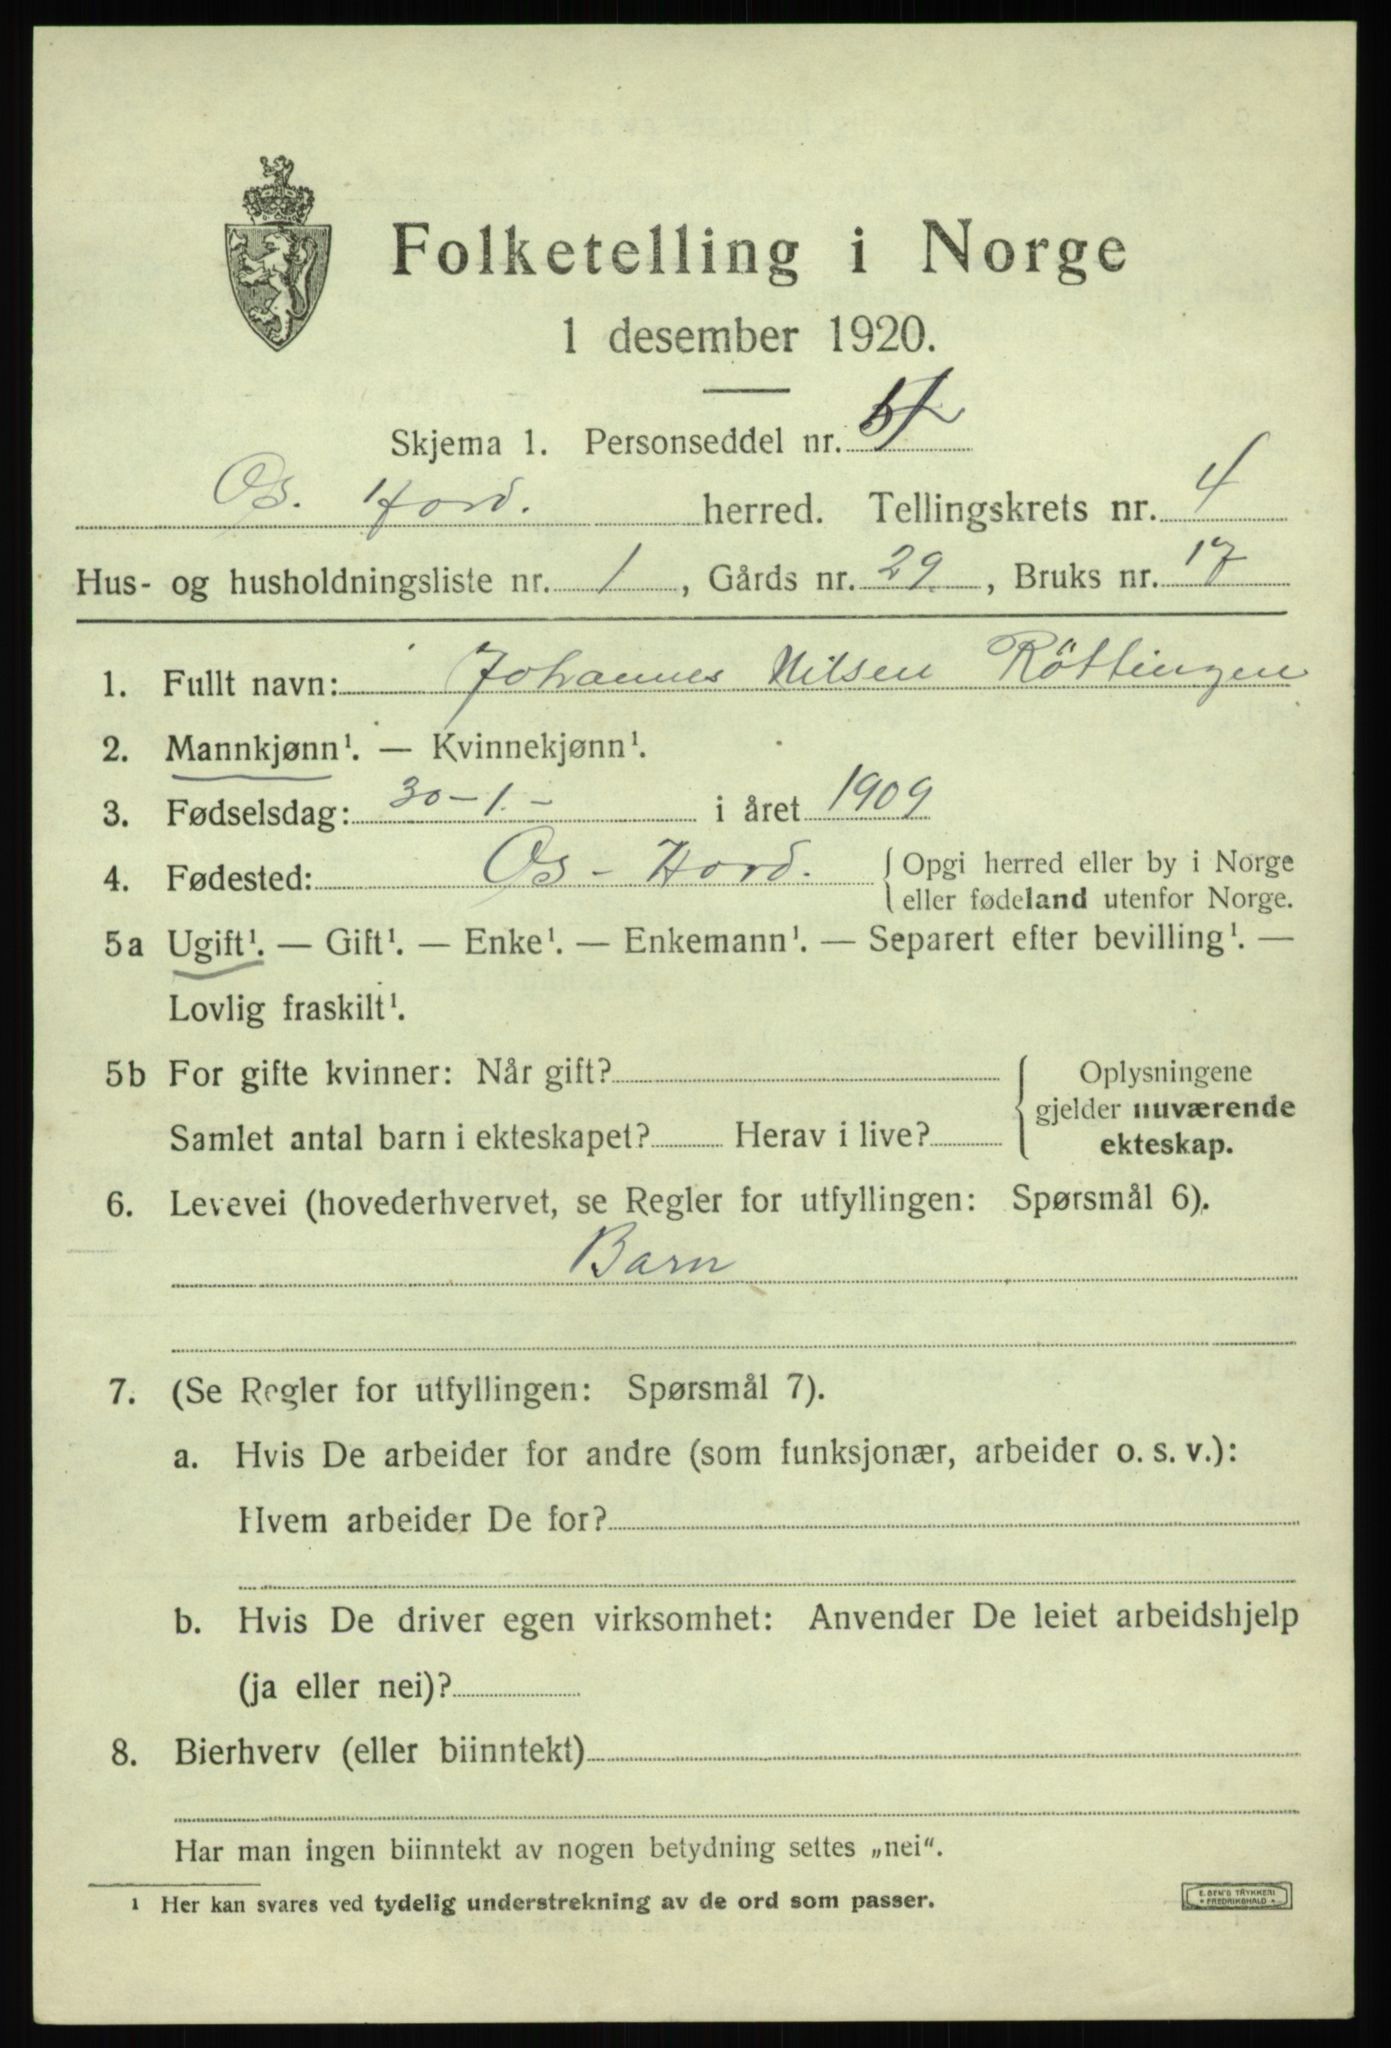 Folketelling i Norge
1 desember 1920.
Skjema 1. Personseddel nr.
Os. Hord. herred. Tellingskrets nr. 4
Hus- og husholdningsliste nr. 1, Gårds nr. 29, Bruks nr. 17
1. Fullt navn: Johannes Nilsen Röttingen
2. Mannkjønn¹. — Kvinnekjønn¹.
3. Fødselsdag: 30-1.- i året 1909
4. Fødested: Os - Hord. { Opgi herred eller by i Norge
eller fødeland utenfor Norge.
5a Ugift¹. — Gift¹. — Enke¹. — Enkemann¹. — Separert efter bevilling¹. —
Lovlig fraskilt¹.
5b For gifte kvinner: Når gift? { Oplysningene
gjelder nuværende
Samlet antal barn i ekteskapet? Herav i live? ekteskap.
6. Levevei (hovederhvervet, se Regler for utfyllingen: Spørsmål 6).
Barn
7. (Se Regler for utfyllingen: Spørsmål 7).
a. Hvis De arbeider for andre (som funksjonær, arbeider o. s. v.):
Hvem arbeider De for?
b. Hvis De driver egen virksomhet: Anvender De leiet arbeidshjelp
(ja eller nei)?
8. Bierhverv (eller biinntekt)
Har man ingen biinntekt av nogen betydning settes „nei“.
¹ Her kan svares ved tydelig understrekning av de ord som passer.
E. SEM'S TRYKKERI
FREDRIKSHALD